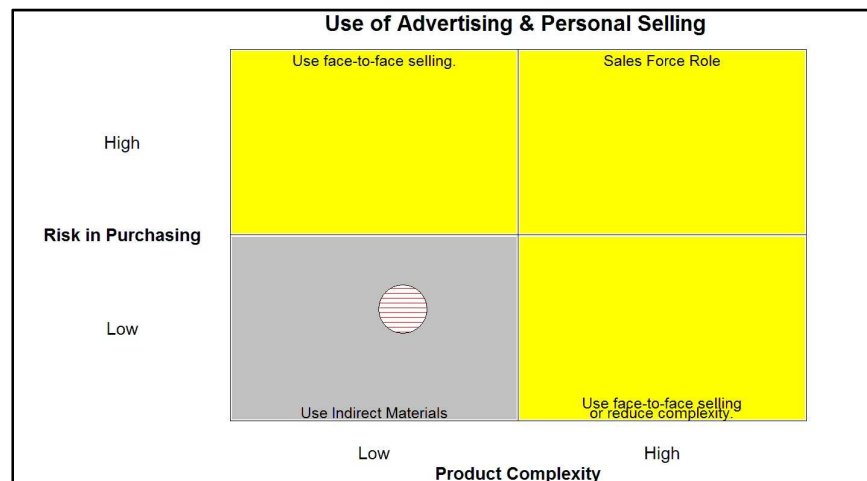 Use of Advertising & Personal Selling
Use face-to-face selling.
Sales Force Role
High
Risk in Purchasing
Low
Use Indirect Materials
Use face-to-face selling
or reduce complexity.
Low
High
Product Complexity